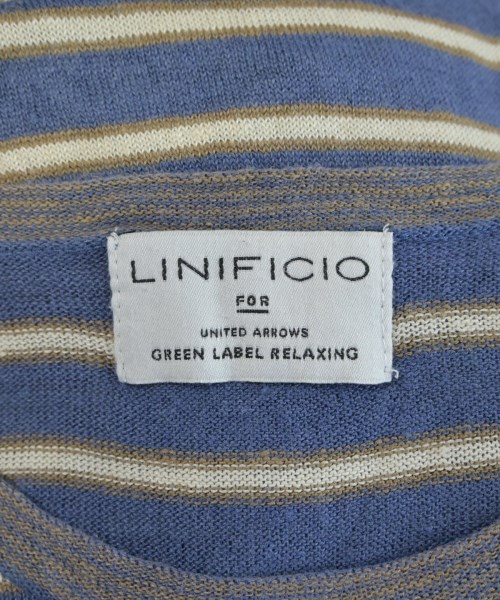 LINIFICIO
FOR
UNITED ARROWS
GREEN LABEL RELAXING